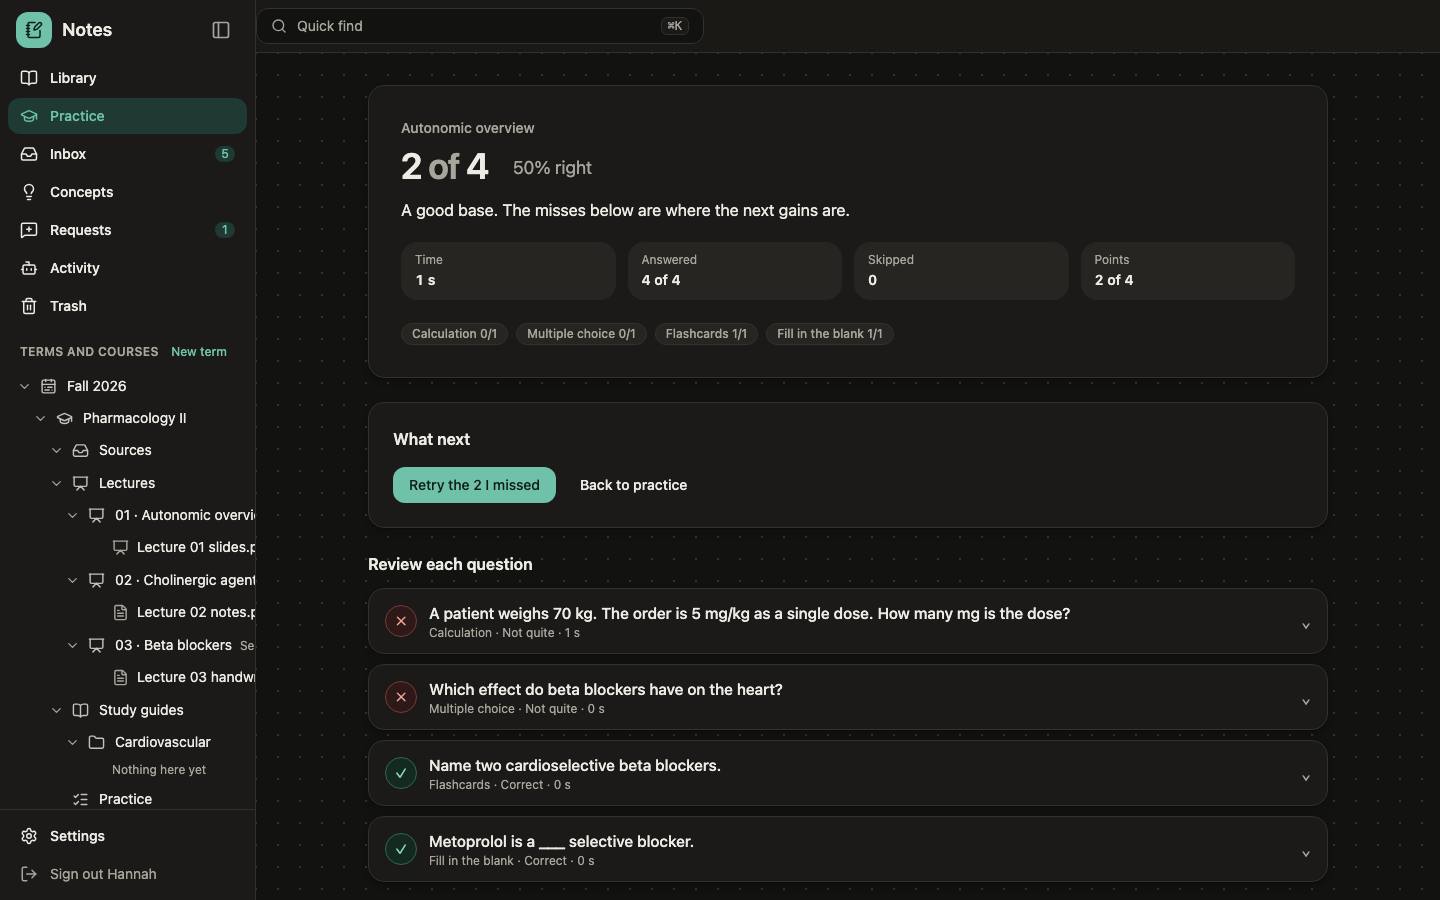 Notes
Quick find
⌘K
Library
Practice
Inbox
5
Concepts
Requests
1
Activity
Trash
TERMS AND COURSES
New term
Fall 2026
Pharmacology II
Sources
Lectures
01 · Autonomic overvi
Lecture 01 slides.p
02 · Cholinergic agent
Lecture 02 notes.p
03 · Beta blockers
Se
Lecture 03 handwr
Study guides
Cardiovascular
Nothing here yet
Practice
Settings
Sign out Hannah
Autonomic overview
2 of 4 50% right
A good base. The misses below are where the next gains are.
Time
1 s
Answered
4 of 4
Skipped
0
Points
2 of 4
Calculation 0/1
Multiple choice 0/1
Flashcards 1/1
Fill in the blank 1/1
What next
Retry the 2 I missed
Back to practice
Review each question
A patient weighs 70 kg. The order is 5 mg/kg as a single dose. How many mg is the dose?
Calculation · Not quite · 1 s
Which effect do beta blockers have on the heart?
Multiple choice · Not quite · 0 s
Name two cardioselective beta blockers.
Flashcards · Correct · 0 s
Metoprolol is a ___ selective blocker.
Fill in the blank · Correct · 0 s